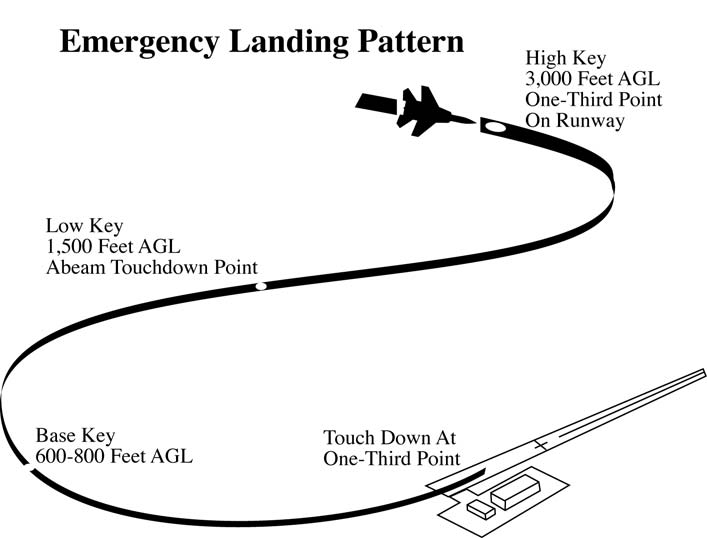 Emergency Landing Pattern
High Key
3,000 Feet AGL
One-Third Point
On Runway
Low Key
1,500 Feet AGL
Abeam Touchdown Point
Base Key
600-800 Feet AGL
Touch Down At
One-Third Point